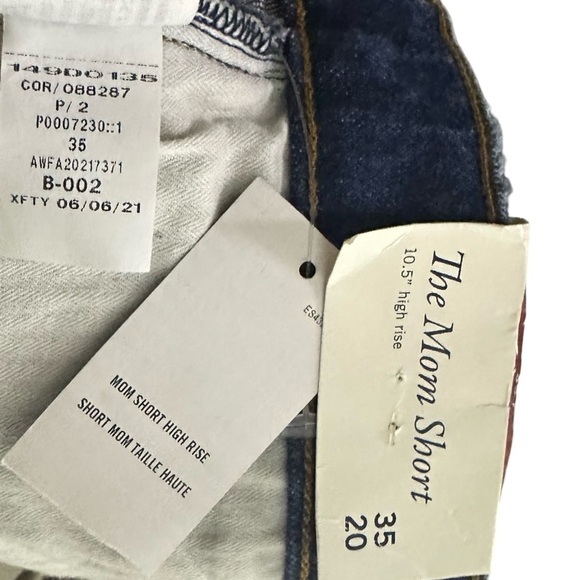 149D0135
COR/088287
P/ 2
P0007230::1
35
AWFA20217371
B-002
XFTY 06/06/21
MOM SHORT HIGH RISE
SHORT MOM TAILLE HAUTE
The Mom Short
10.5" high rise
35
20